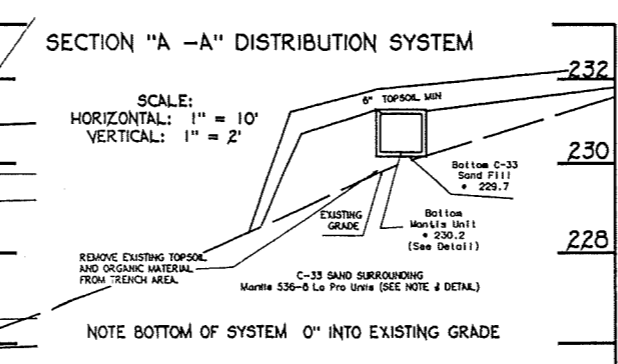 SECTION "A -A" DISTRIBUTION SYSTEM
232
SCALE:
HORIZONTAL: 1" = 10'
VERTICAL: 1" = 2'
6" TOPSOIL MIN
230
Bottom C-33
Sand Fill
• 229.7
EXISTING
GRADE
Bottom
Mantis Unit
• 230.2
(See Detail)
228
REMOVE EXISTING TOPSOIL
AND ORGANIC MATERIAL
FROM TRENCH AREA.
C-33 SAND SURROUNDING
Mantis 536-8 Lo Pro Units (SEE NOTE & DETAIL)
NOTE BOTTOM OF SYSTEM 0" INTO EXISTING GRADE